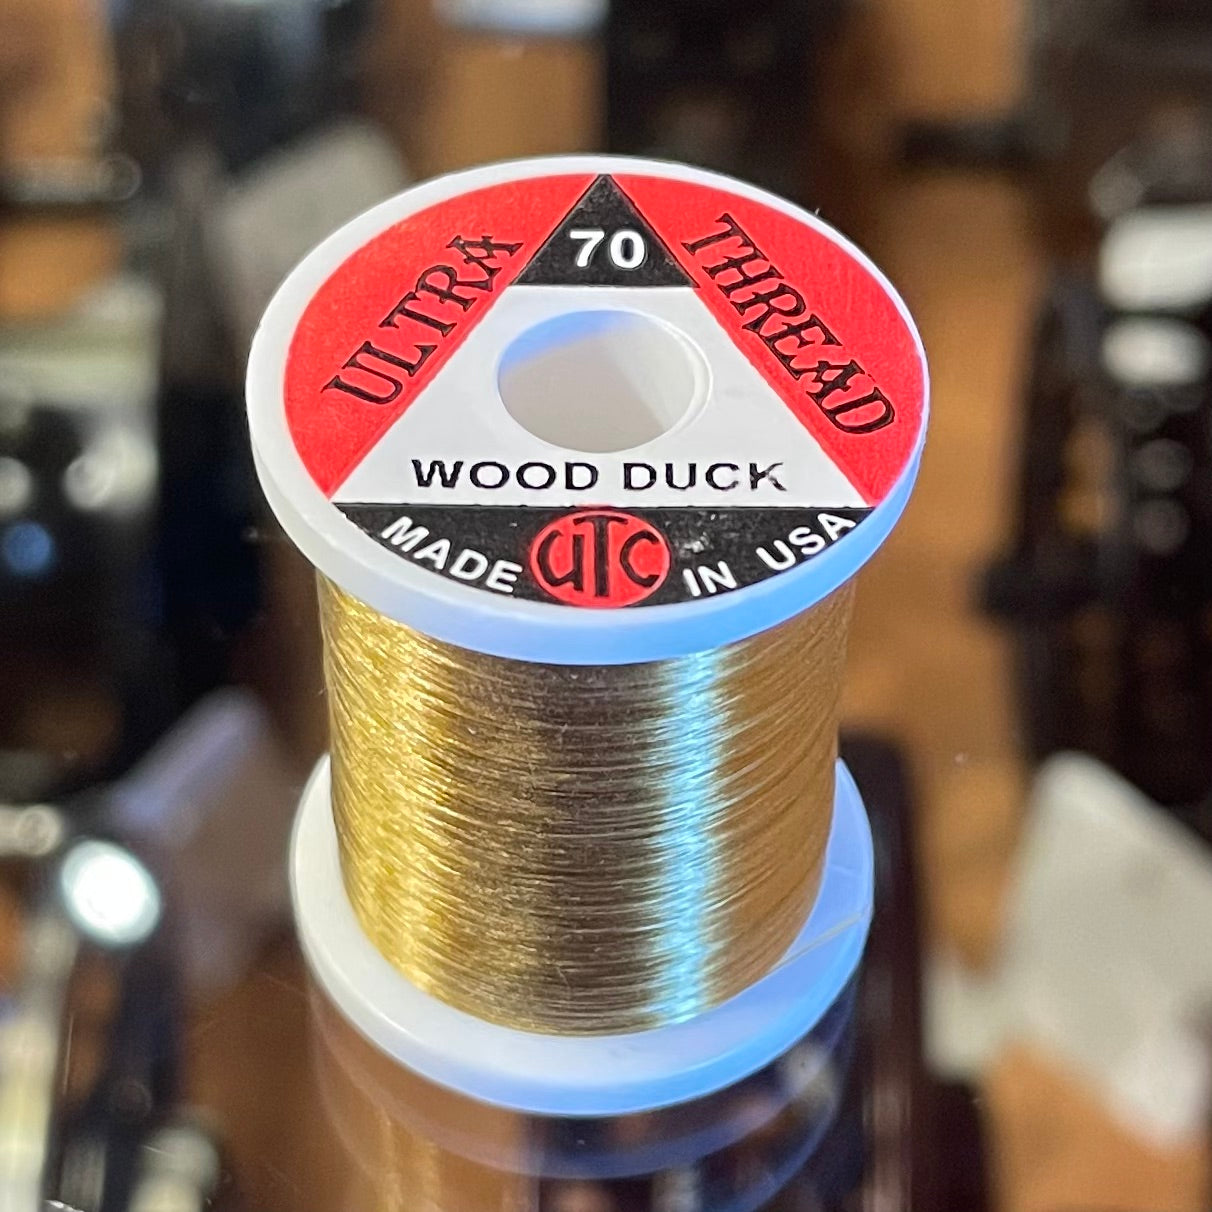 70
ULTRA
THREAD
WOOD DUCK
MADE UTC IN USA